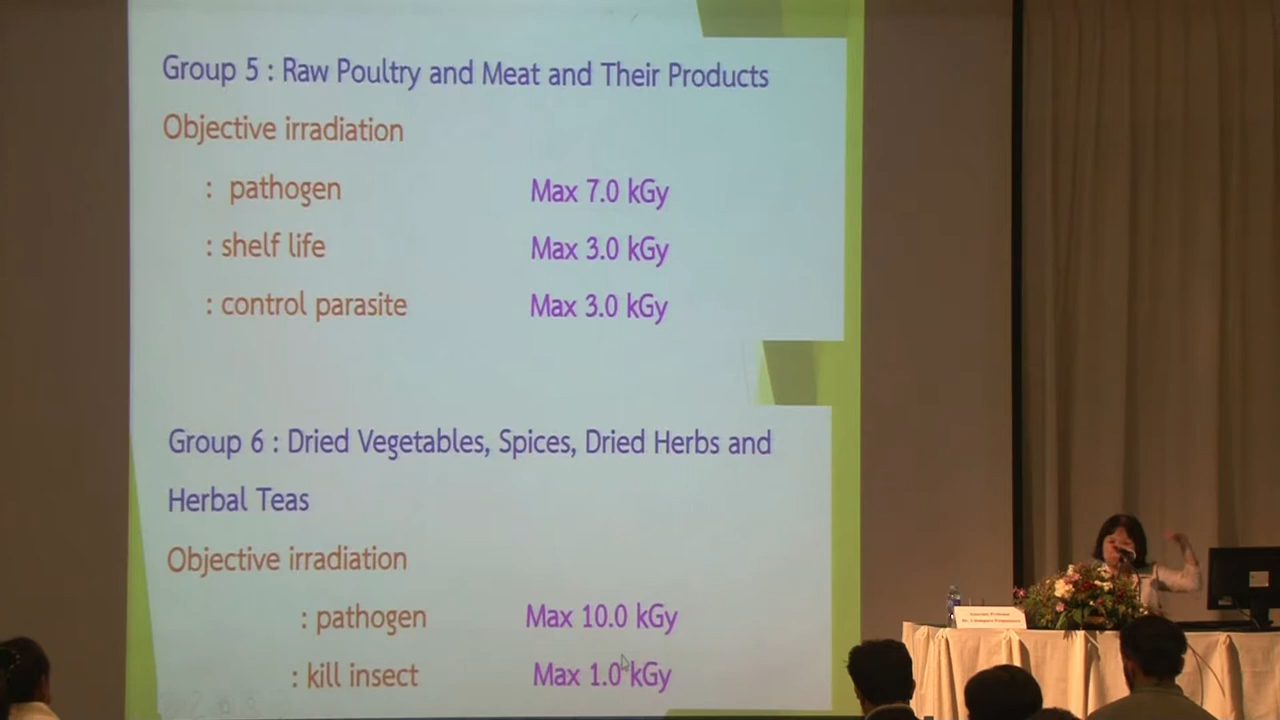 Group 5 : Raw Poultry and Meat and Their Products
Objective irradiation
: pathogen Max 7.0 kGy
: shelf life Max 3.0 kGy
: control parasite Max 3.0 kGy
Group 6 : Dried Vegetables, Spices, Dried Herbs and
Herbal Teas
Objective irradiation
: pathogen Max 10.0 kGy
: kill insect Max 1.0 kGy